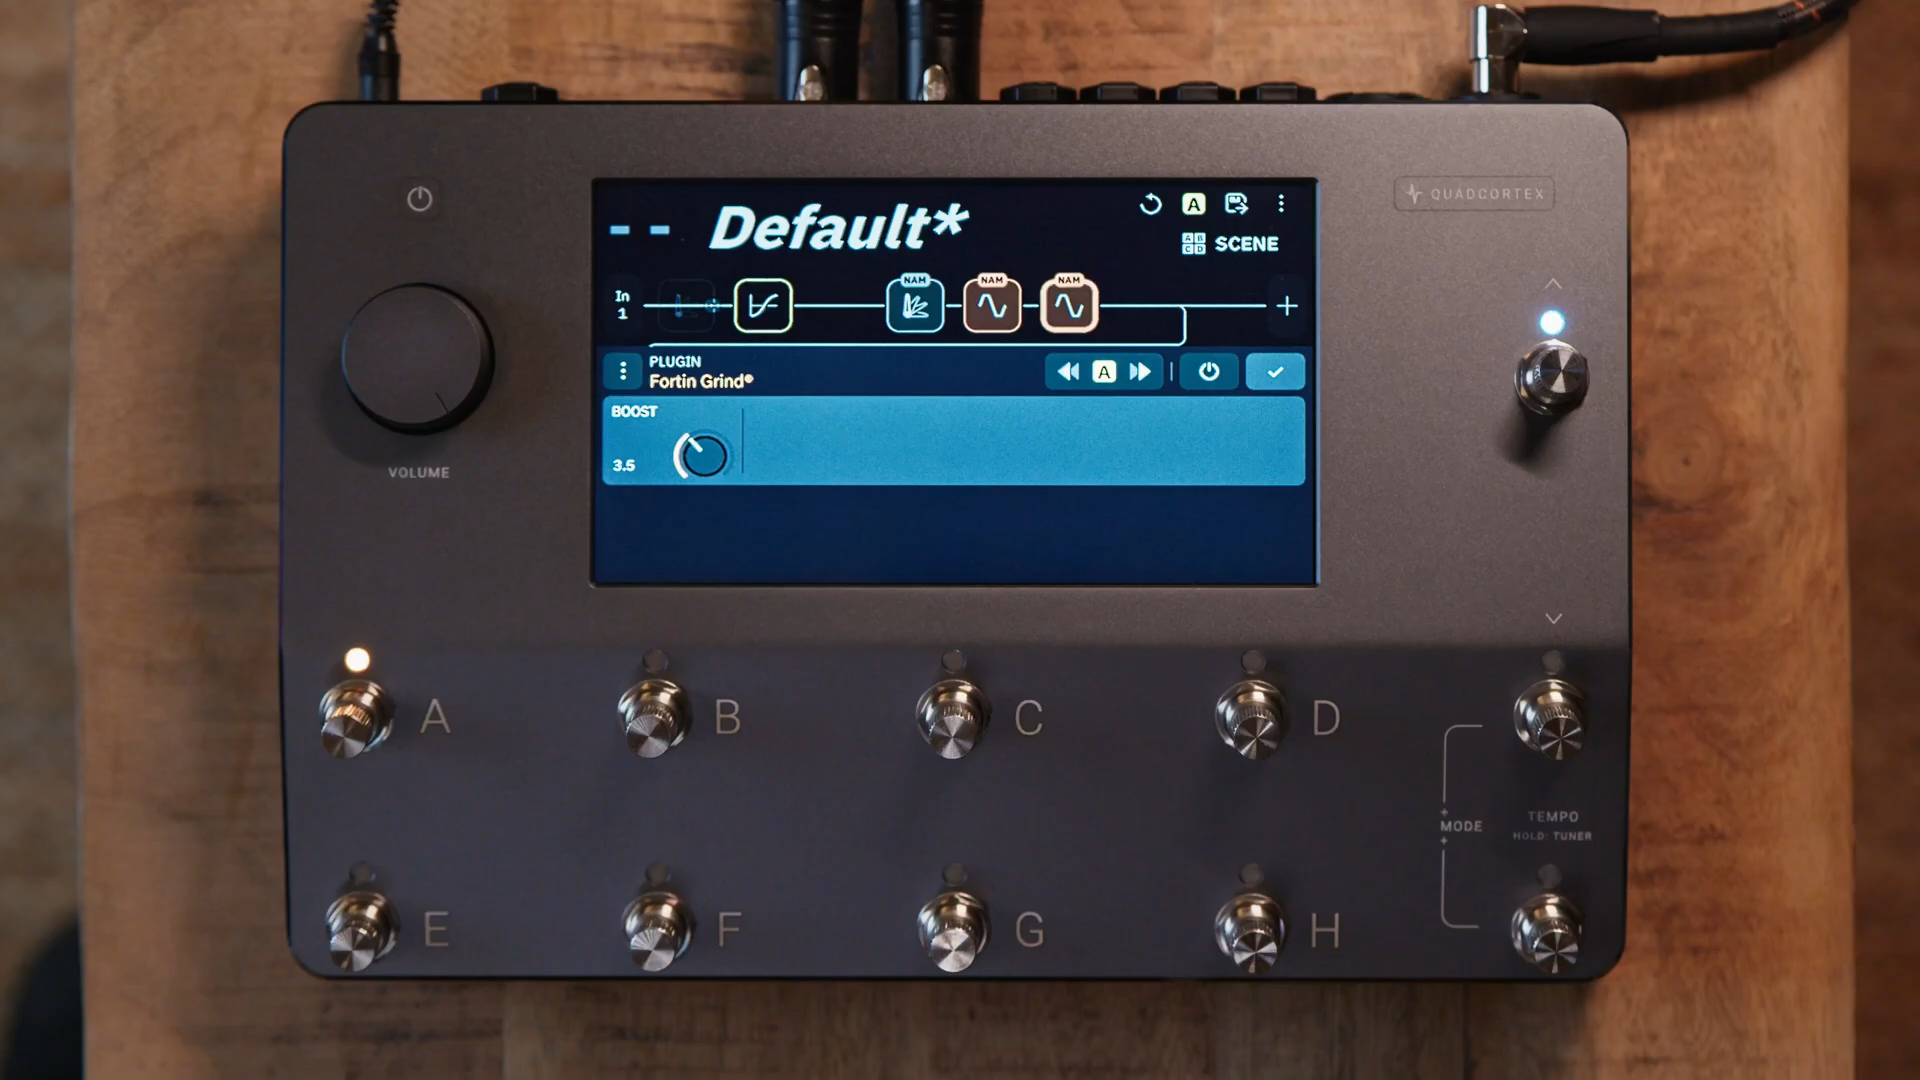 QUADCORTEX
Default*
A
A B
C D
SCENE
In
1
NAM
NAM
NAM
PLUGIN
Fortin Grind®
A
BOOST
3.5
VOLUME
A
B
C
D
MODE
TEMPO
HOLD: TUNER
E
F
G
H